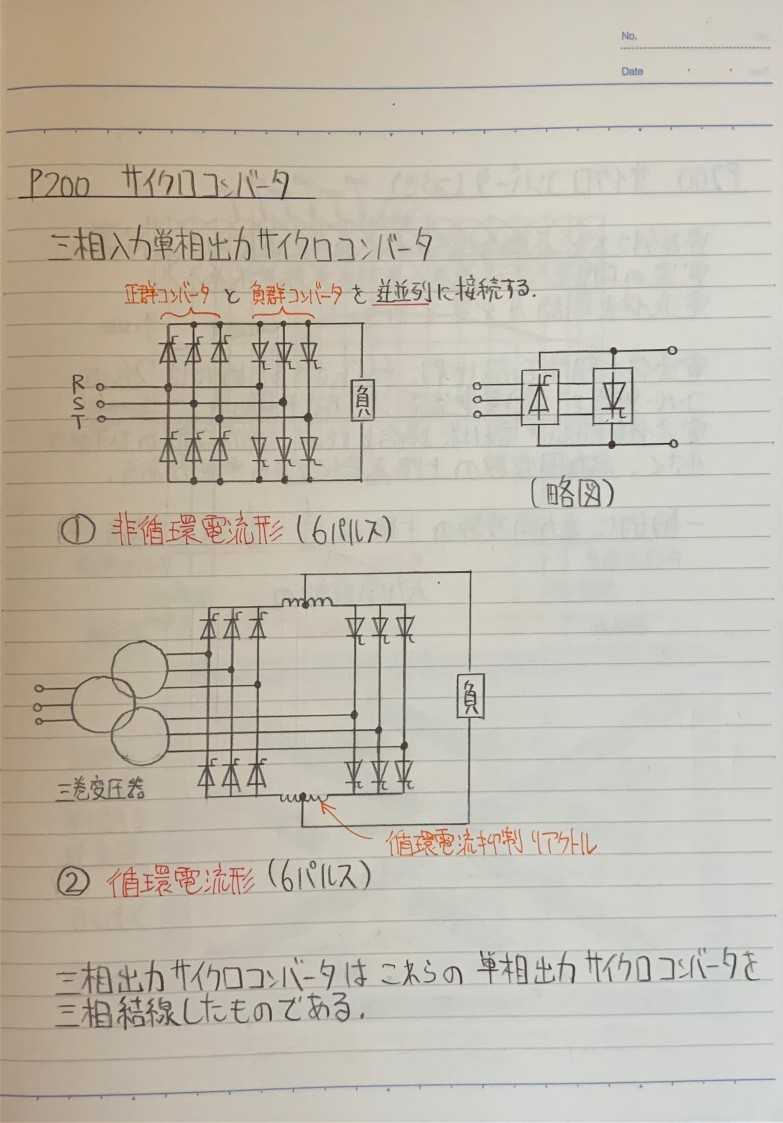 No.
Date
P200 サイクロコンバータ
三相入力単相出力サイクロコンバータ
正群コンバータ と 負群コンバータ を 逆並列に接続する.
R
S
T
負
(略図)
① 非循環電流形 (6パルス)
負
三巻変圧器
循環電流抑制リアクトル
② 循環電流形 (6パルス)
三相出力サイクロコンバータは これらの 単相出力サイクロコンバータを
三相結線したものである.